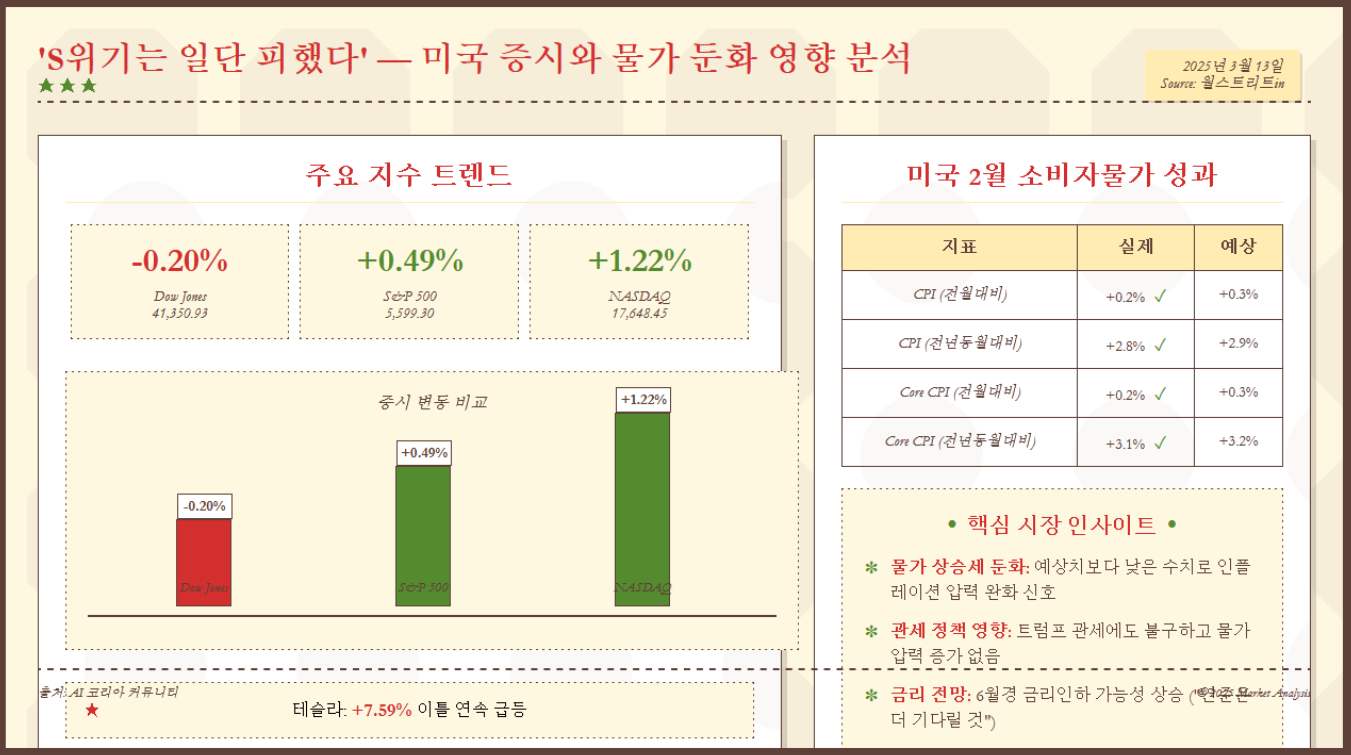 'S위기는 일단 피했다' — 미국 증시와 물가 둔화 영향 분석
2025년 3월 13일
Source: 월스트리트in
주요 지수 트렌드
-0.20%
Dow Jones
41,350.93
+0.49%
S&P 500
5,599.30
+1.22%
NASDAQ
17,648.45
증시 변동 비교
-0.20%
Dow Jones
+0.49%
S&P 500
+1.22%
NASDAQ
테슬라: +7.59% 이틀 연속 급등
미국 2월 소비자물가 성과
지표 실제 예상
CPI (전월대비) +0.2% ✓ +0.3%
CPI (전년동월대비) +2.8% ✓ +2.9%
Core CPI (전월대비) +0.2% ✓ +0.3%
Core CPI (전년동월대비) +3.1% ✓ +3.2%
• 핵심 시장 인사이트 •
물가 상승세 둔화: 예상치보다 낮은 수치로 인플
레이션 압력 완화 신호
관세 정책 영향: 트럼프 관세에도 불구하고 물가
압력 증가 없음
금리 전망: 6월경 금리인하 가능성 상승 ("연준은
더 기다릴 것")
출처: AI 코리아 커뮤니티
© 2025 Market Analysis